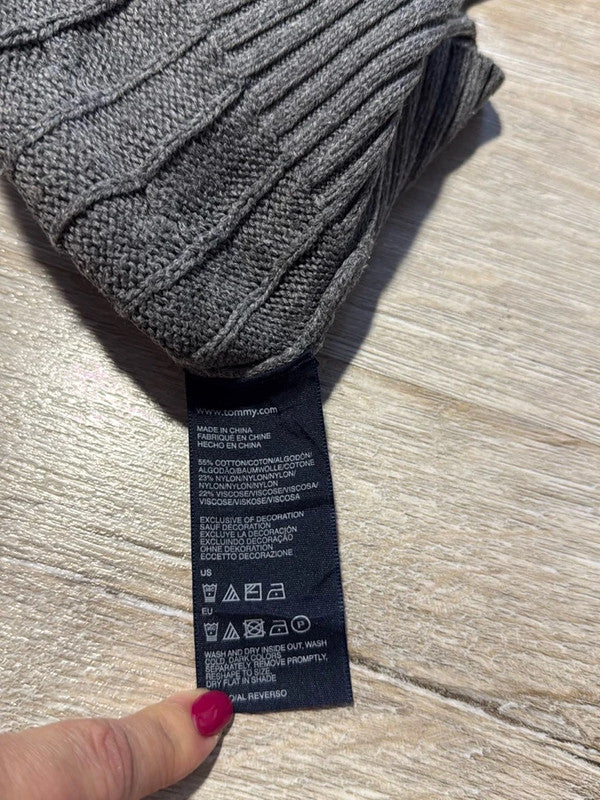 www.tommy.com
MADE IN CHINA
FABRIQUÉ EN CHINE
HECHO EN CHINA
55% COTTON/COTON/ALGODÓN/
ALGODÃO/BAUMWOLLE/COTONE
23% NYLON/NYLON/NYLON/
NYLON/NYLON/NYLON
22% VISCOSE/VISCOSE/VISCOSA/
VISCOSE/VISKOSE/VISCOSA
EXCLUSIVE OF DECORATION
SAUF DECORATION
EXCLUYE LA DECORACIÓN
EXCLUINDO DECORAÇÃO
OHNE DEKORATION
ECCETTO DECORAZIONE
US
EU
P
WASH AND DRY INSIDE OUT, WASH
COLD, DARK COLORS
SEPARATELY, REMOVE PROMPTLY,
RESHAPE TO SIZE,
DRY FLAT IN SHADE
O/AL REVERSO